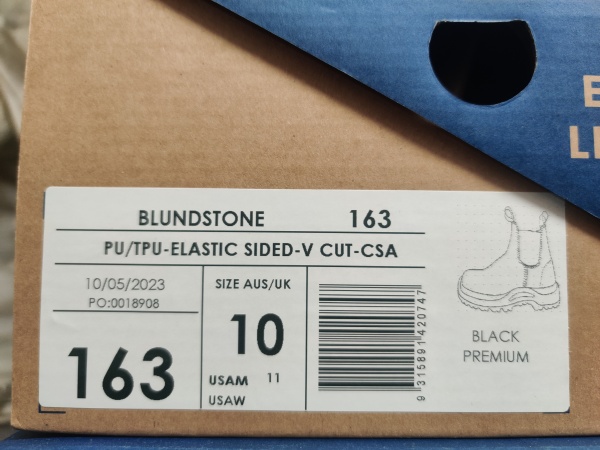 BLUNDSTONE 163
PU/TPU-ELASTIC SIDED-V CUT-CSA
10/05/2023
PO:0018908
163
SIZE AUS/UK
10
USAM 11
USAW
9 315891 420747
BLACK
PREMIUM